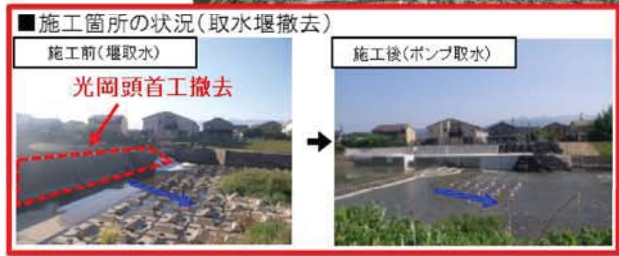 ■施工箇所の状況（取水堰撤去）
施工前（堰取水）
光岡頭首工撤去
施工後（ポンプ取水）